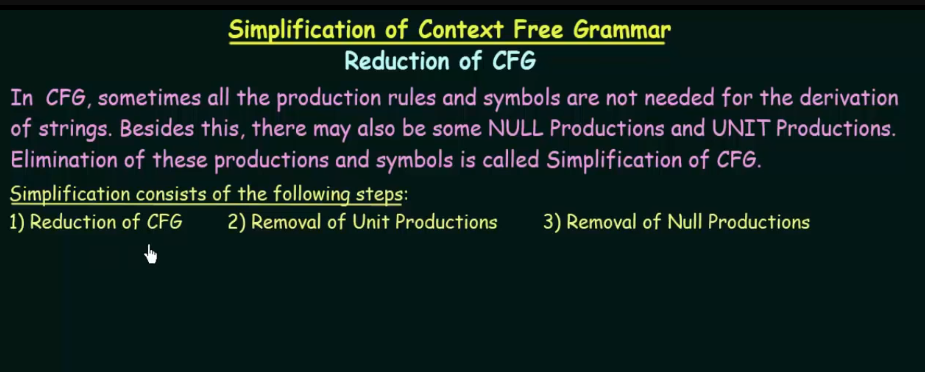 Simplification of Context Free Grammar
Reduction of CFG
In CFG, sometimes all the production rules and symbols are not needed for the derivation
of strings. Besides this, there may also be some NULL Productions and UNIT Productions.
Elimination of these productions and symbols is called Simplification of CFG.
Simplification consists of the following steps:
1) Reduction of CFG 2) Removal of Unit Productions 3) Removal of Null Productions